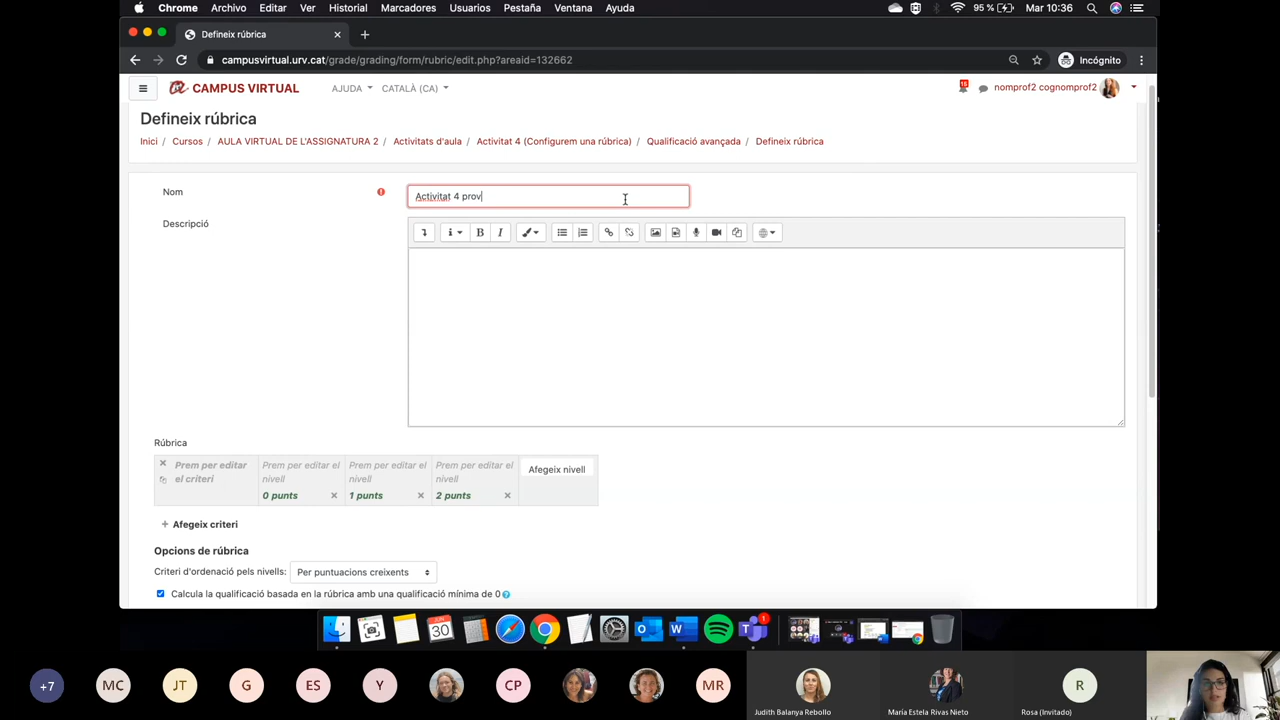 Chrome Archivo Editar Ver Historial Marcadores Usuarios Pestaña Ventana Ayuda 95 % Mar 10:36
Defineix rúbrica
campusvirtual.urv.cat/grade/grading/form/rubric/edit.php?areaid=132662 Incógnito
CAMPUS VIRTUAL AJUDA CATALÀ (CA) nomprof2 cognomprof2
Defineix rúbrica
Inici / Cursos / AULA VIRTUAL DE L'ASSIGNATURA 2 / Activitats d'aula / Activitat 4 (Configurem una rúbrica) / Qualificació avançada / Defineix rúbrica
Nom Activitat 4 prov
Descripció
B I
Rúbrica
Prem per editar el criteri
Prem per editar el nivell
0 punts
Prem per editar el nivell
1 punts
Prem per editar el nivell
2 punts
Afegeix nivell
+ Afegeix criteri
Opcions de rúbrica
Criteri d'ordenació pels nivells: Per puntuacions creixents
Calcula la qualificació basada en la rúbrica amb una qualificació mínima de 0
30
1
+7 MC JT G ES Y CP MR R
Judith Balanya Rebollo María Estela Rivas Nieto Rosa (Invitado)